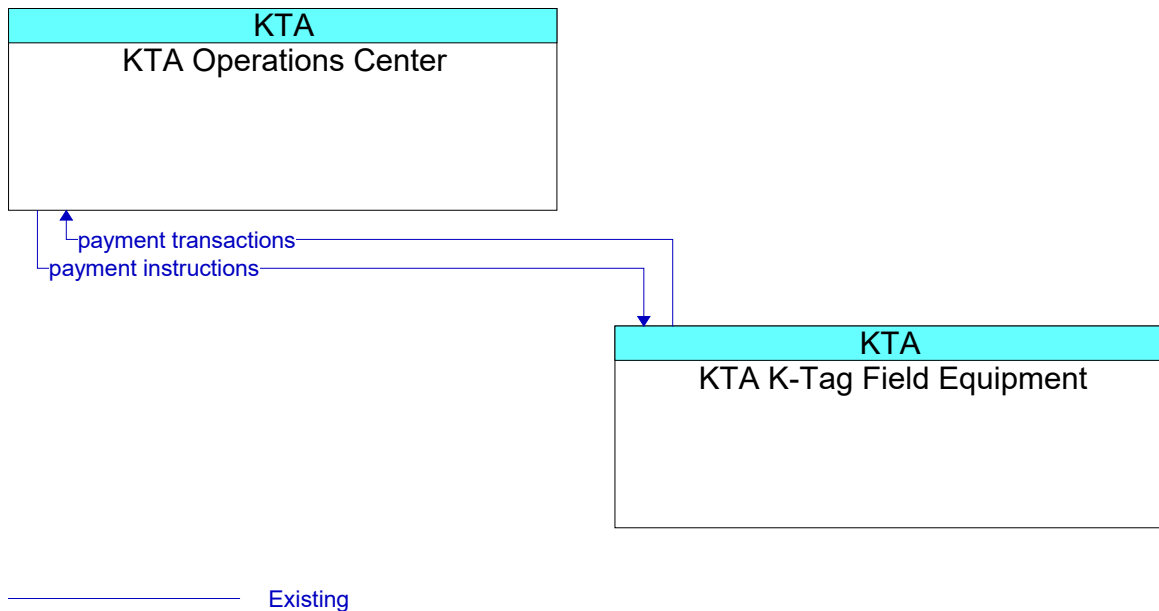 KTA
KTA Operations Center
payment transactions
payment instructions
KTA
KTA K-Tag Field Equipment
Existing